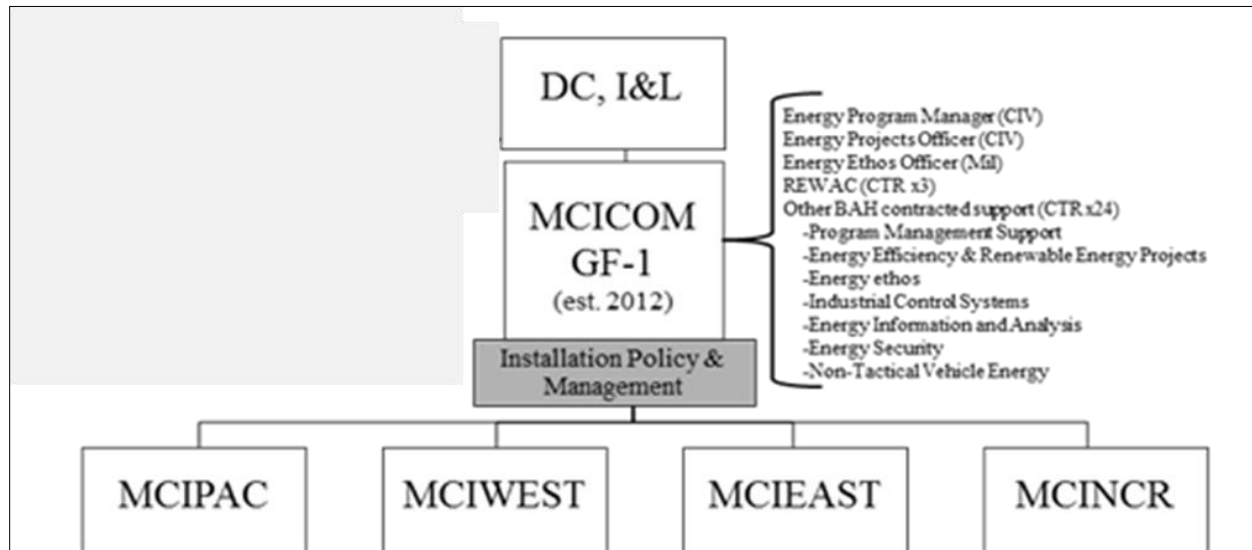 DC, I&L
MCICOM
GF-1
(est. 2012)
Installation Policy &
Management
Energy Program Manager (CIV)
Energy Projects Officer (CIV)
Energy Ethos Officer (Mil)
REWAC (CTR x3)
Other BAH contracted support (CTR x24)
-Program Management Support
-Energy Efficiency & Renewable Energy Projects
-Energy ethos
-Industrial Control Systems
-Energy Information and Analysis
-Energy Security
-Non-Tactical Vehicle Energy
MCIPAC
MCIWEST
MCIEAST
MCINCR